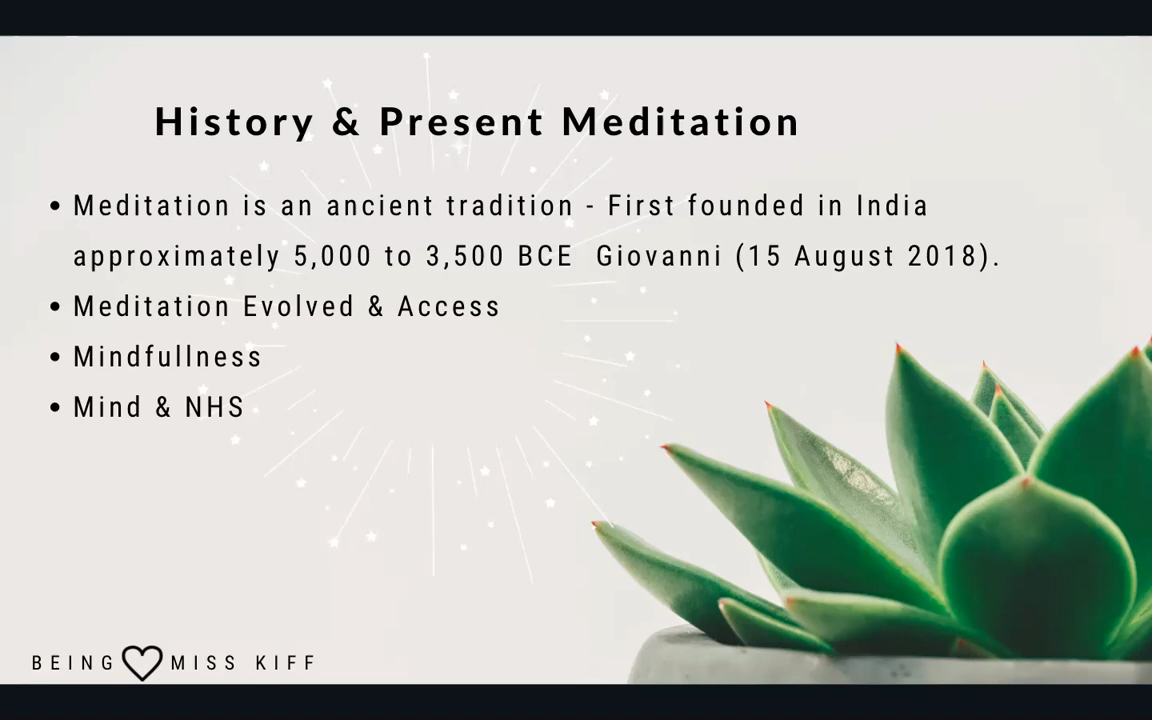 History & Present Meditation
• Meditation is an ancient tradition - First founded in India
approximately 5,000 to 3,500 BCE  Giovanni (15 August 2018).
• Meditation Evolved & Access
• Mindfullness
• Mind & NHS
BEING MISS KIFF